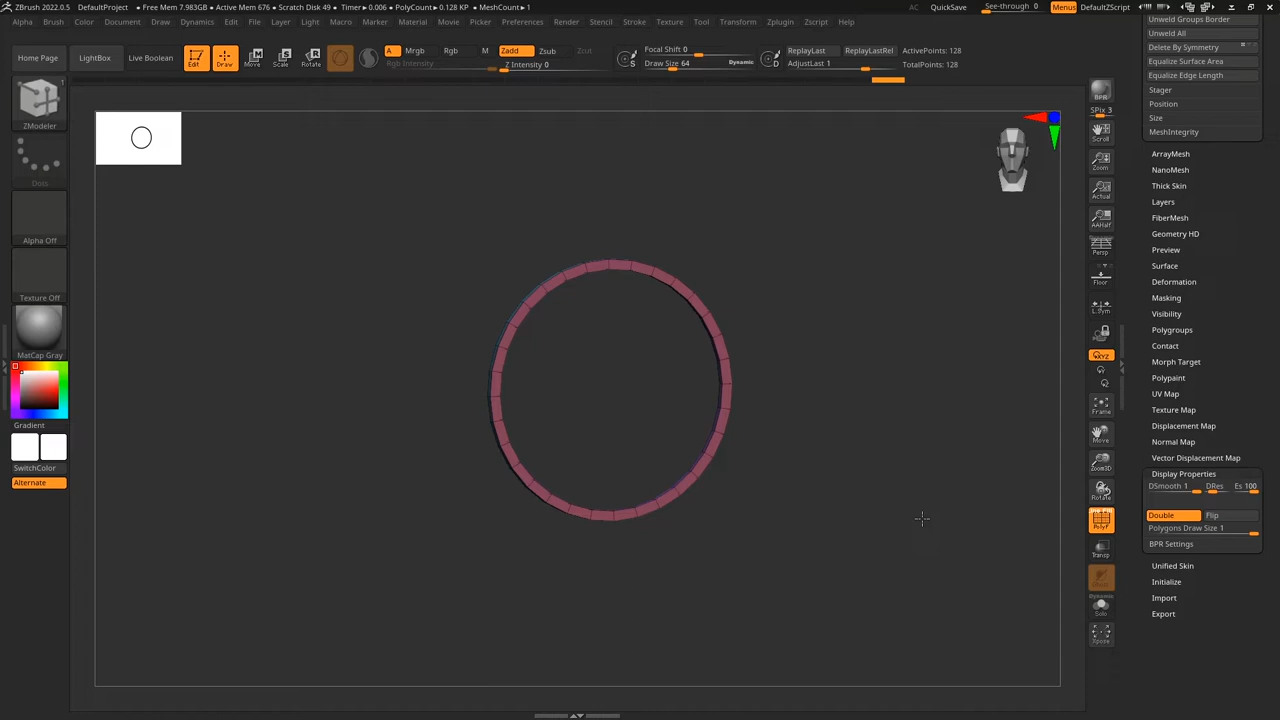 ZBrush 2022.0.5 DefaultProject • Free Mem 7.983GB • Active Mem 676 • Scratch Disk 49 • Timer▸0.006 • PolyCount▸0.128 KP • MeshCount▸1
AC QuickSave See-through 0 Menus DefaultZScript
Alpha Brush Color Document Draw Dynamics Edit File Layer Light Macro Marker Material Movie Picker Preferences Render Stencil Stroke Texture Tool Transform Zplugin Zscript Help
Home Page LightBox Live Boolean
Edit Draw Move Scale Rotate
A Mrgb Rgb M
Rgb Intensity
Zadd Zsub Zcut
Z Intensity 0
S
Focal Shift 0
Draw Size 64 Dynamic
D
ReplayLast ReplayLastRel
AdjustLast 1
ActivePoints: 128
TotalPoints: 128
1
ZModeler
Dots
Alpha Off
Texture Off
MatCap Gray
Gradient
SwitchColor
Alternate
BPR
SPix 3
Scroll
Zoom
Actual
AAHalf
Persp
Floor
L.Sym
XYZ
Frame
Move
Zoom3D
Rotate
PolyF
Transp
Dynamic
Solo
Xpose
Unweld Groups Border
Unweld All
Delete By Symmetry
Equalize Surface Area
Equalize Edge Length
Stager
Position
Size
MeshIntegrity
ArrayMesh
NanoMesh
Thick Skin
Layers
FiberMesh
Geometry HD
Preview
Surface
Deformation
Masking
Visibility
Polygroups
Contact
Morph Target
Polypaint
UV Map
Texture Map
Displacement Map
Normal Map
Vector Displacement Map
Display Properties
DSmooth 1 DRes Es 100
Double Flip
Polygons Draw Size 1
BPR Settings
Unified Skin
Initialize
Import
Export